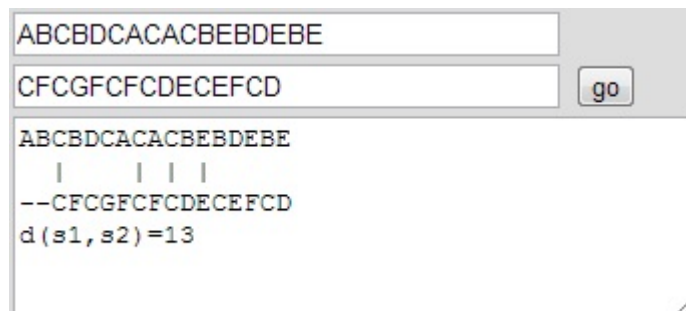 ABCBDCACACBEBDEBE
CFCGFCFCDECEFCD
go
ABCBDCACACBEBDEBE
| | | |
--CFCGFCFCDECEFCD
d(s1,s2)=13